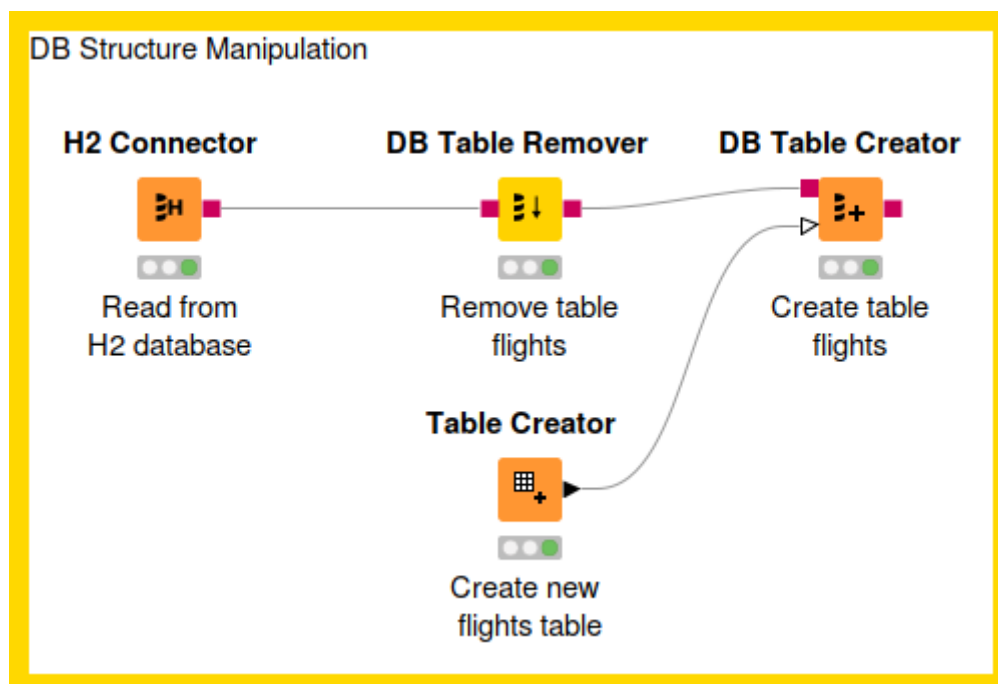 DB Structure Manipulation
H2 Connector
DB Table Remover
DB Table Creator
H
Read from
H2 database
Remove table
flights
Create table
flights
Table Creator
Create new
flights table